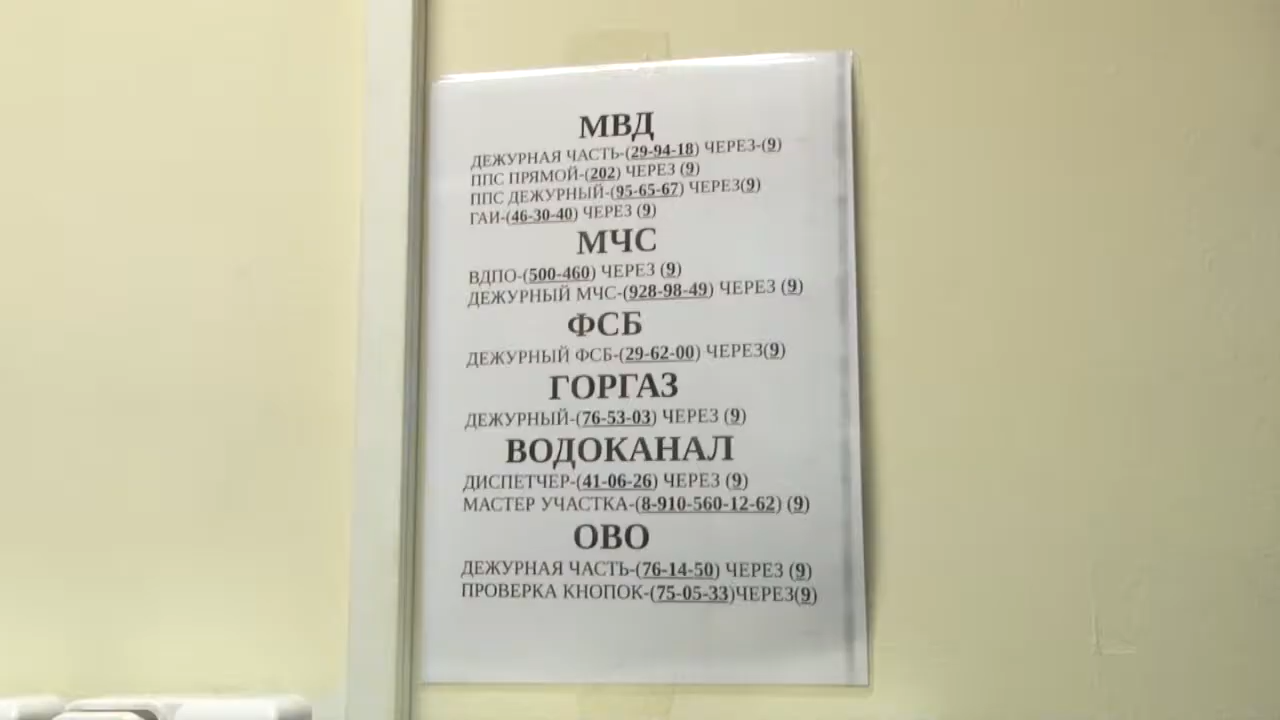 МВД
ДЕЖУРНАЯ ЧАСТЬ-(29-94-18) ЧЕРЕЗ-(9)
ППС ПРЯМОЙ-(202) ЧЕРЕЗ (9)
ППС ДЕЖУРНЫЙ-(95-65-67) ЧЕРЕЗ(9)
ГАИ-(46-30-40) ЧЕРЕЗ (9)
МЧС
ВДПО-(500-460) ЧЕРЕЗ (9)
ДЕЖУРНЫЙ МЧС-(928-98-49) ЧЕРЕЗ (9)
ФСБ
ДЕЖУРНЫЙ ФСБ-(29-62-00) ЧЕРЕЗ(9)
ГОРГАЗ
ДЕЖУРНЫЙ-(76-53-03) ЧЕРЕЗ (9)
ВОДОКАНАЛ
ДИСПЕТЧЕР-(41-06-26) ЧЕРЕЗ (9)
МАСТЕР УЧАСТКА-(8-910-560-12-62) (9)
ОВО
ДЕЖУРНАЯ ЧАСТЬ-(76-14-50) ЧЕРЕЗ (9)
ПРОВЕРКА КНОПОК-(75-05-33)ЧЕРЕЗ(9)